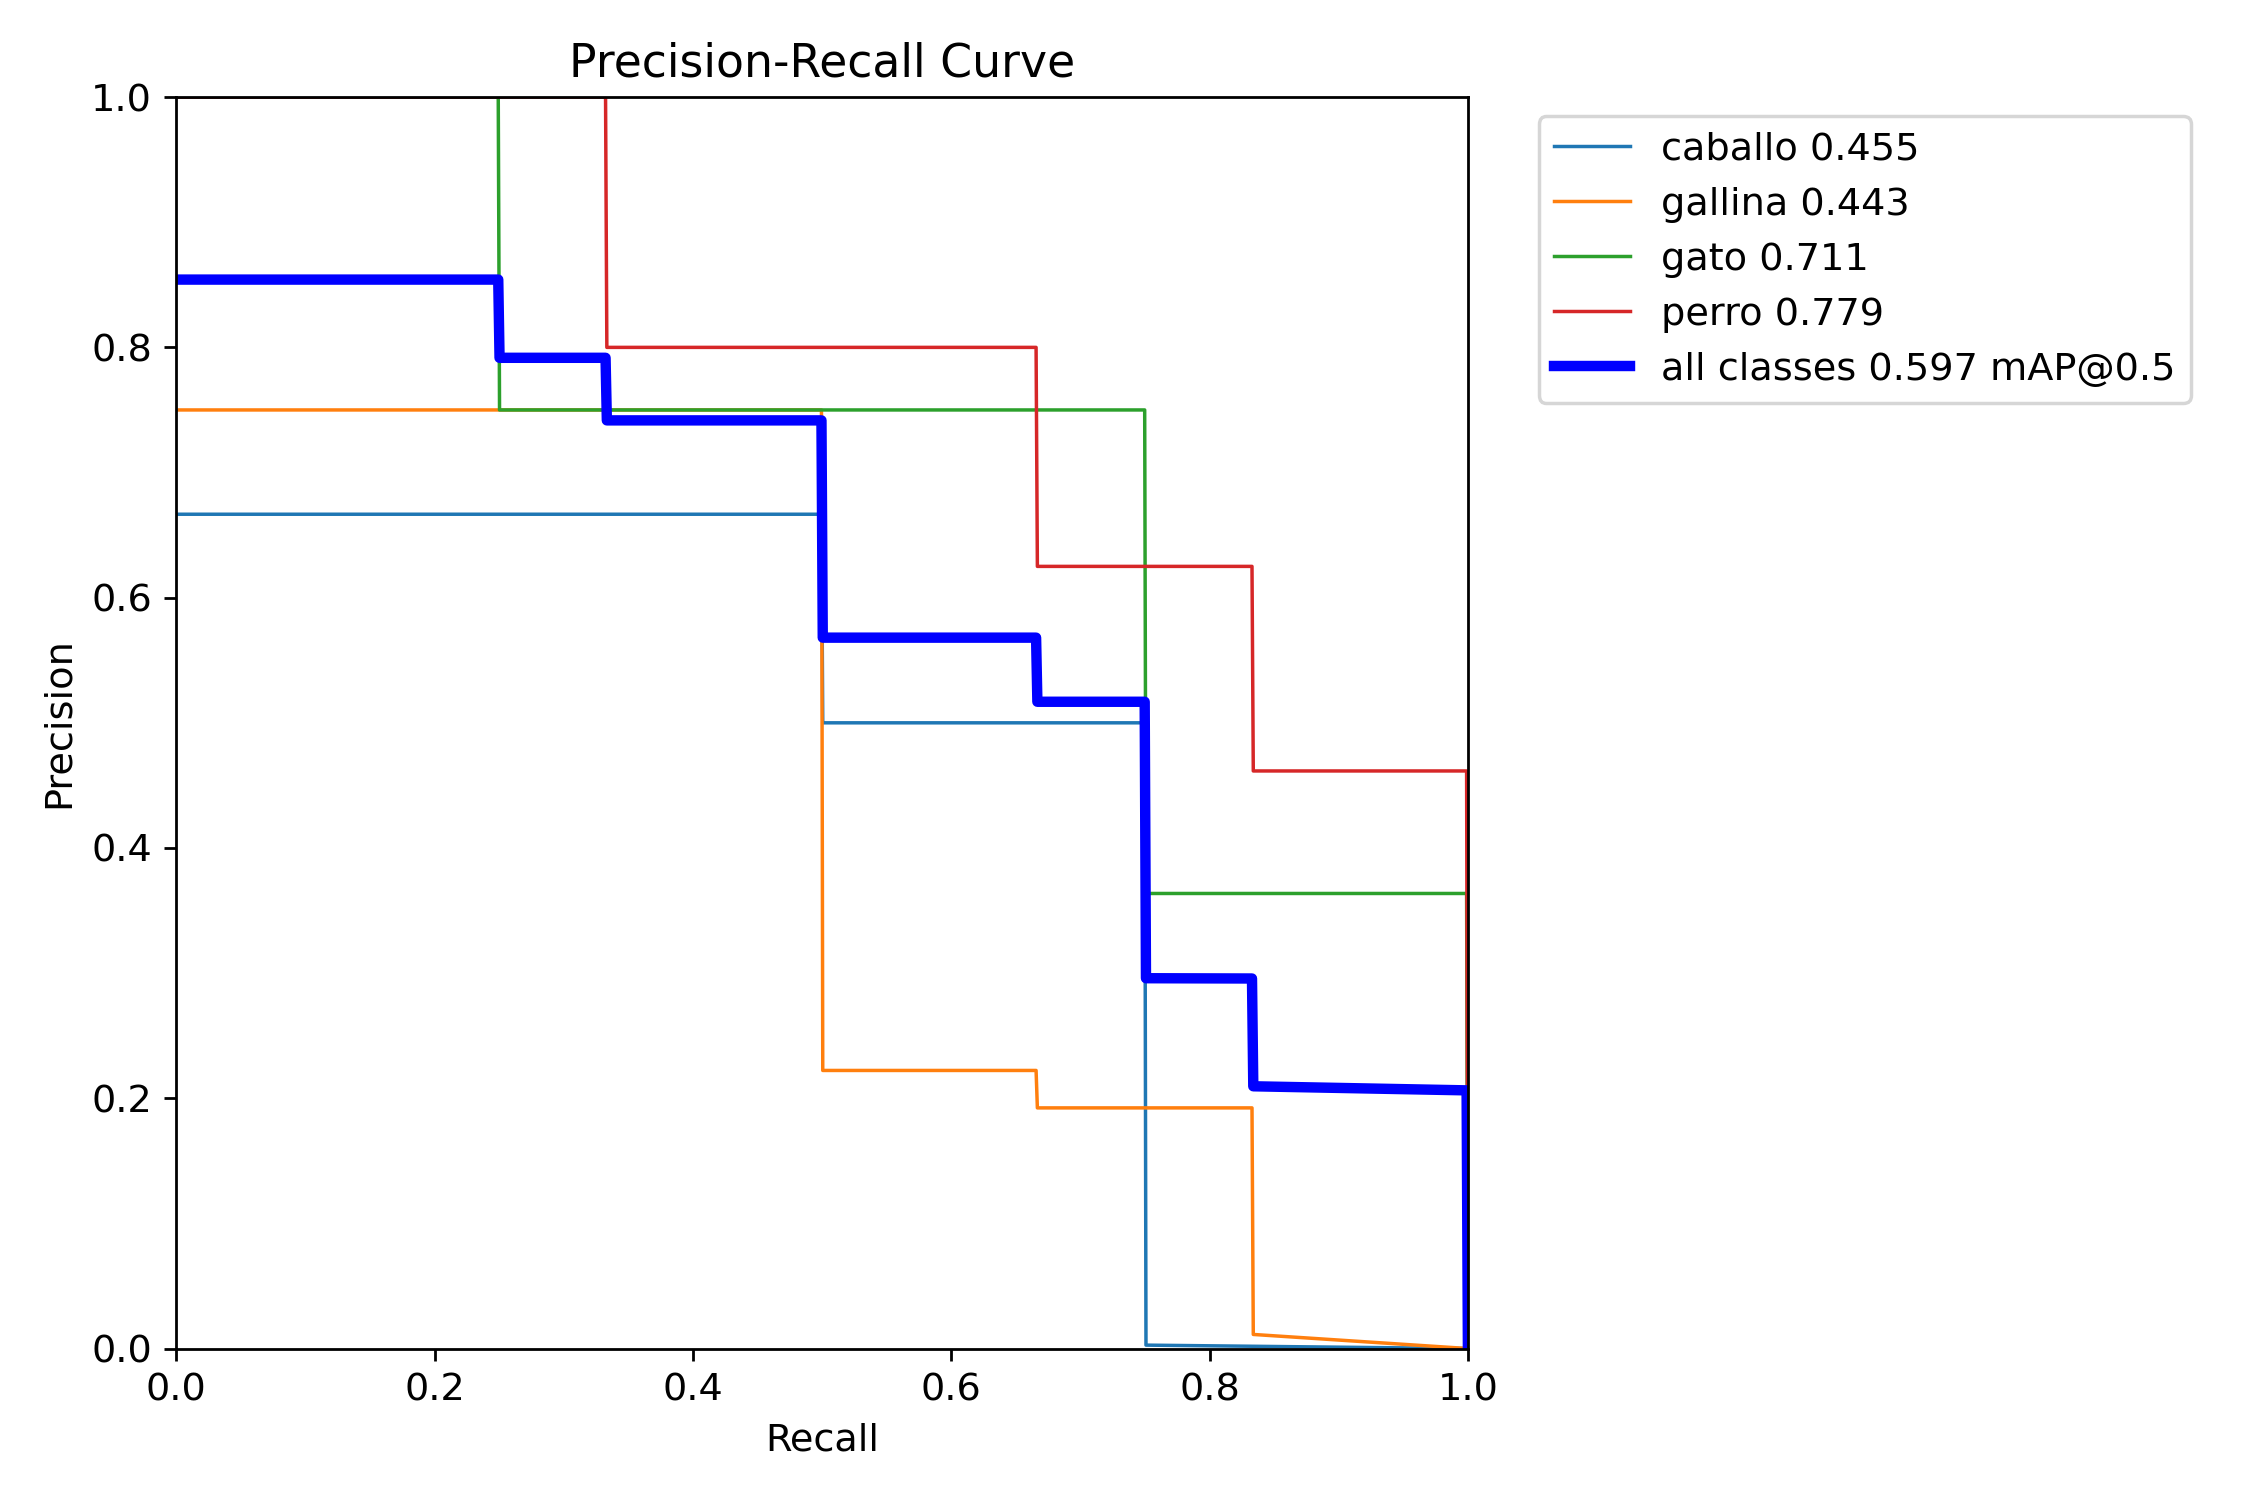 Precision-Recall Curve
1.0
0.8
0.6
0.4
0.2
0.0
Precision
0.0 0.2 0.4 0.6 0.8 1.0
Recall
caballo 0.455
gallina 0.443
gato 0.711
perro 0.779
all classes 0.597 mAP@0.5